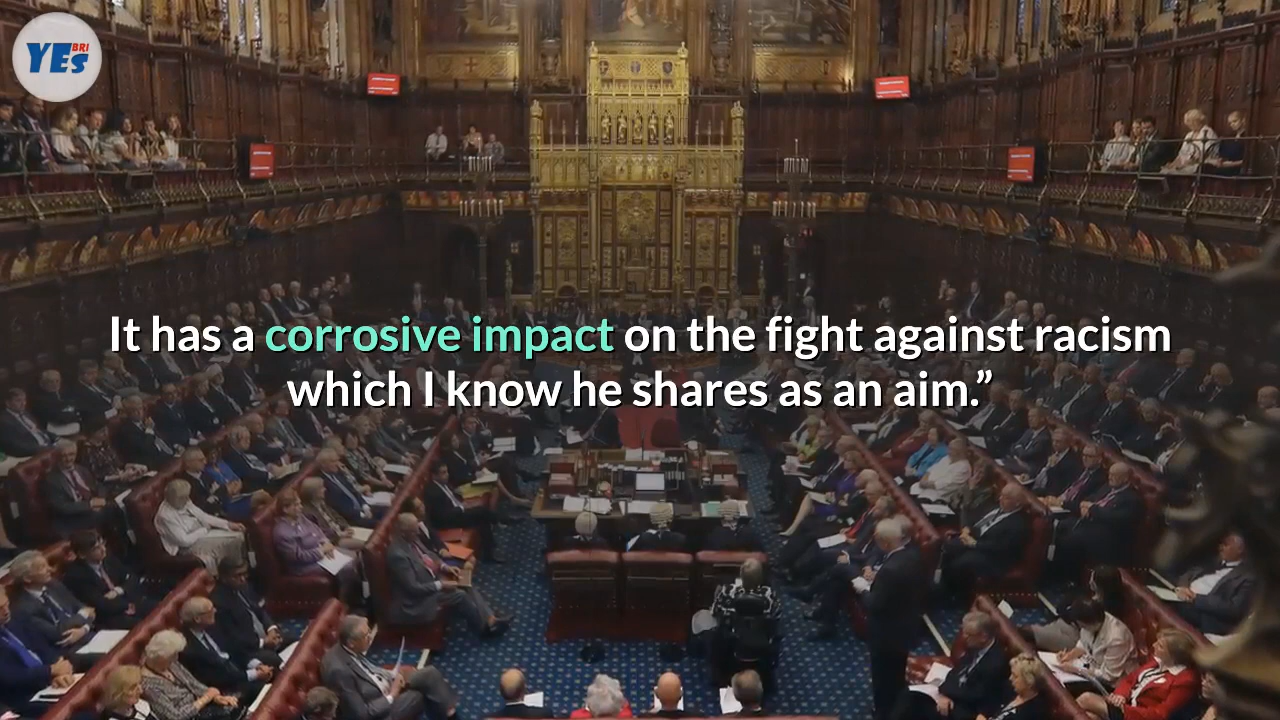 YEs
BRI
It has a corrosive impact on the fight against racism
which I know he shares as an aim.”